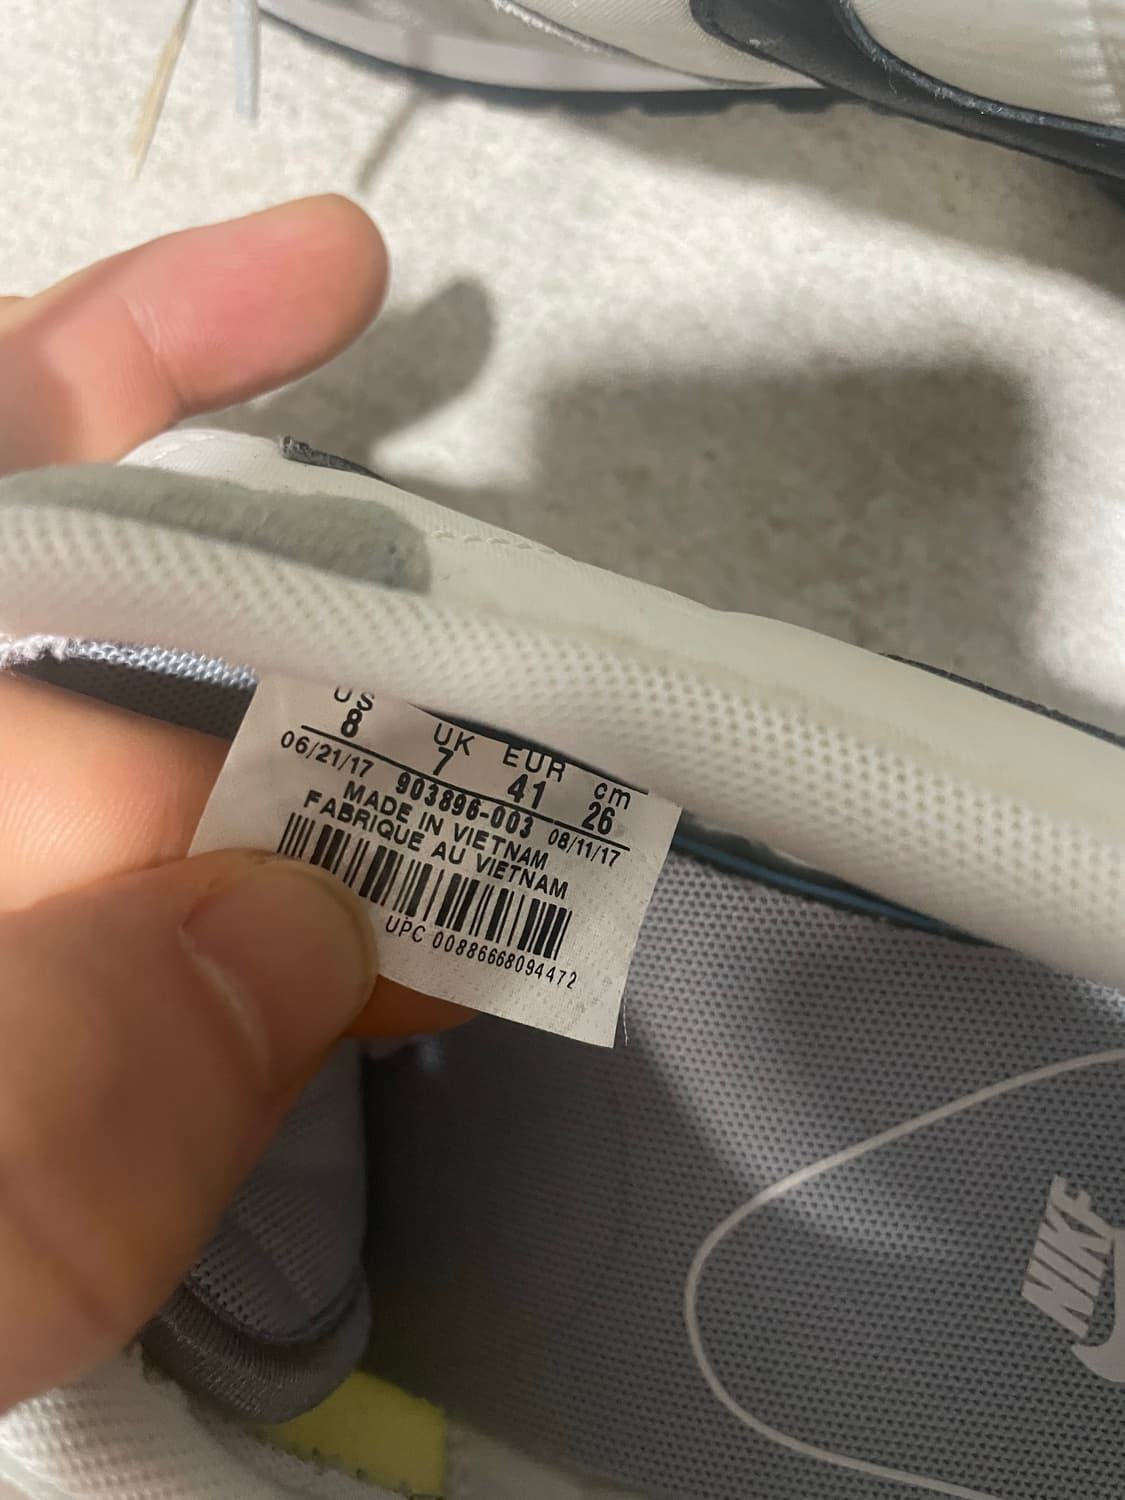 US UK EUR cm
8 7 41 26
06/21/17 903896-003 08/11/17
MADE IN VIETNAM
FABRIQUE AU VIETNAM
UPC 00886668094472
NIKE